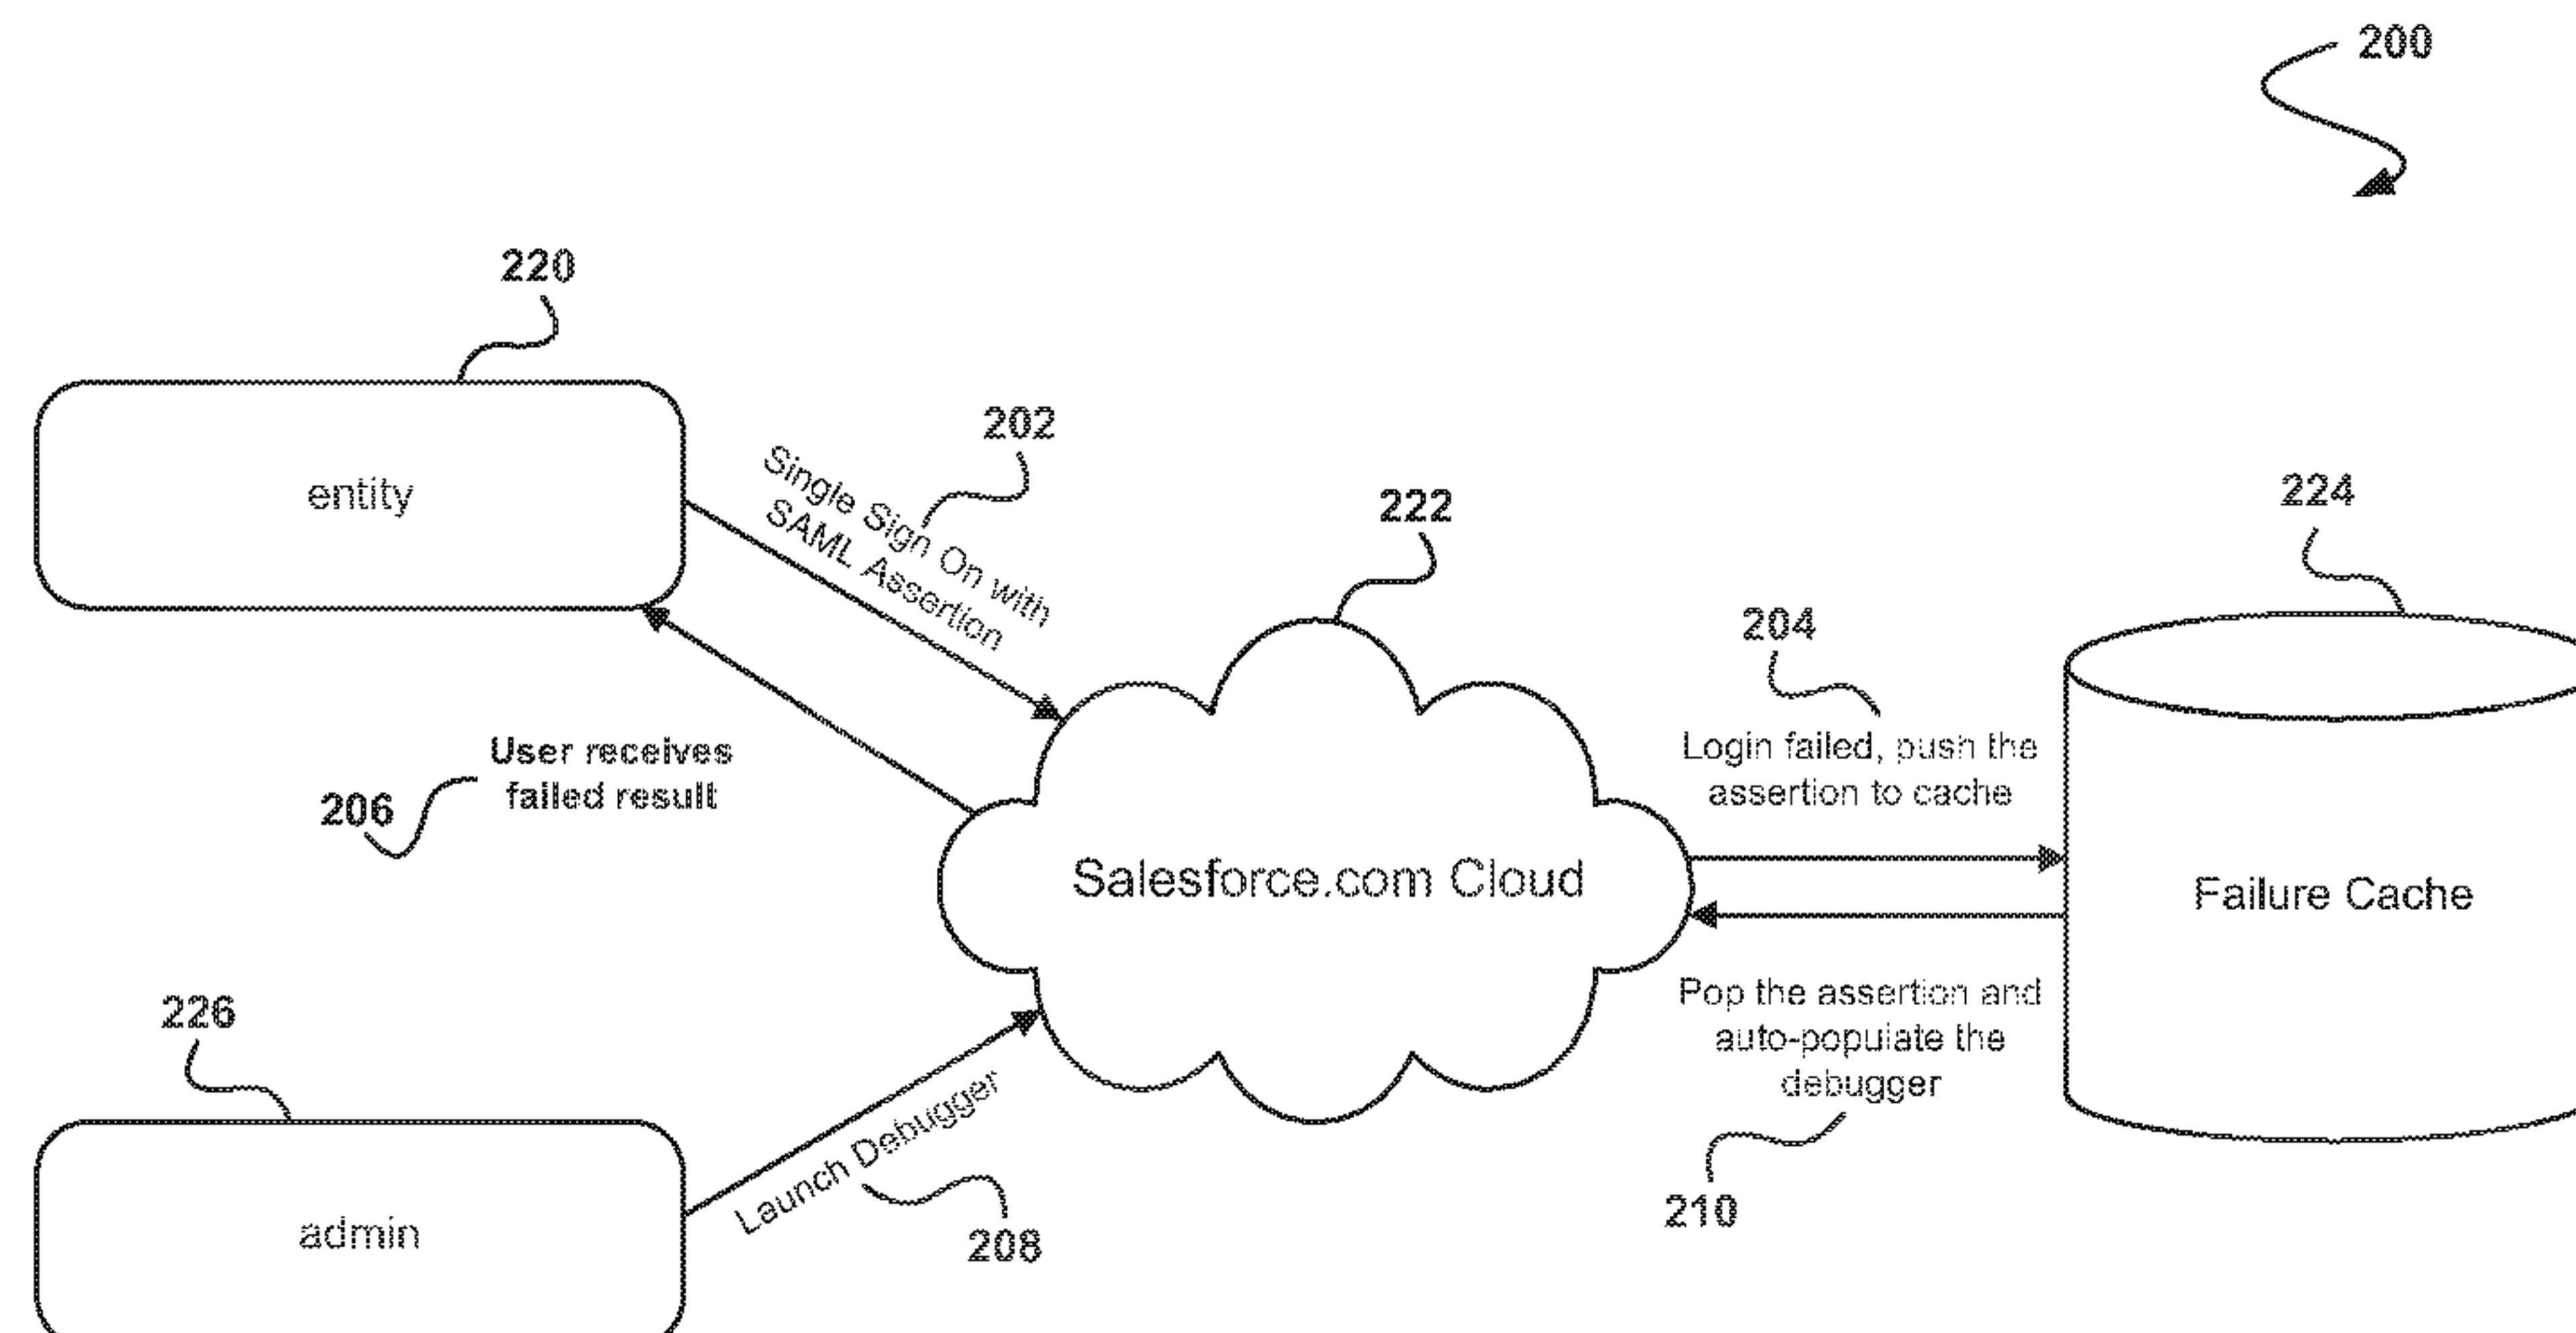 200
220
entity
202
Single Sign On with
SAML Assertion
222
224
204
Login failed, push the
assertion to cache
User receives
failed result
206
Salesforce.com Cloud
Failure Cache
Pop the assertion and
auto-populate the
debugger
210
226
admin
Launch Debugger
208